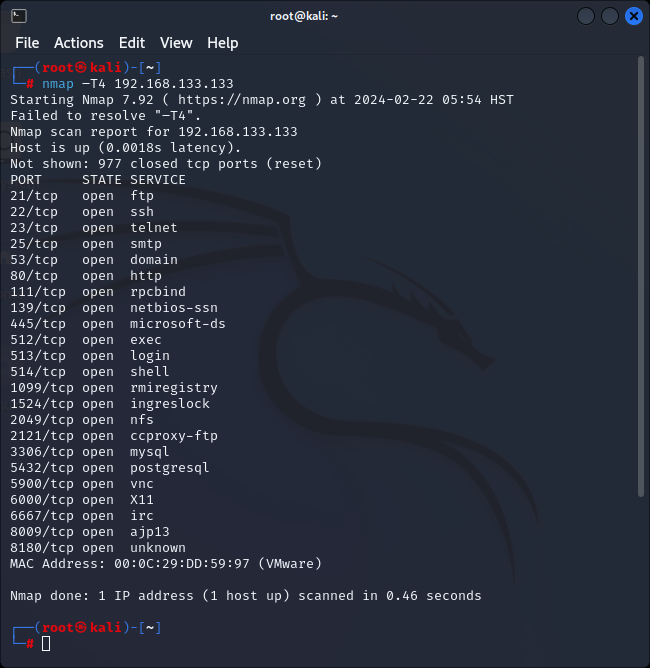 root@kali: ~
File Actions Edit View Help
┌──(root㉿kali)-[~]
└─# nmap –T4 192.168.133.133
Starting Nmap 7.92 ( https://nmap.org ) at 2024-02-22 05:54 HST
Failed to resolve "–T4".
Nmap scan report for 192.168.133.133
Host is up (0.0018s latency).
Not shown: 977 closed tcp ports (reset)
PORT     STATE SERVICE
21/tcp   open  ftp
22/tcp   open  ssh
23/tcp   open  telnet
25/tcp   open  smtp
53/tcp   open  domain
80/tcp   open  http
111/tcp  open  rpcbind
139/tcp  open  netbios-ssn
445/tcp  open  microsoft-ds
512/tcp  open  exec
513/tcp  open  login
514/tcp  open  shell
1099/tcp open  rmiregistry
1524/tcp open  ingreslock
2049/tcp open  nfs
2121/tcp open  ccproxy-ftp
3306/tcp open  mysql
5432/tcp open  postgresql
5900/tcp open  vnc
6000/tcp open  X11
6667/tcp open  irc
8009/tcp open  ajp13
8180/tcp open  unknown
MAC Address: 00:0C:29:DD:59:97 (VMware)
Nmap done: 1 IP address (1 host up) scanned in 0.46 seconds
┌──(root㉿kali)-[~]
└─#